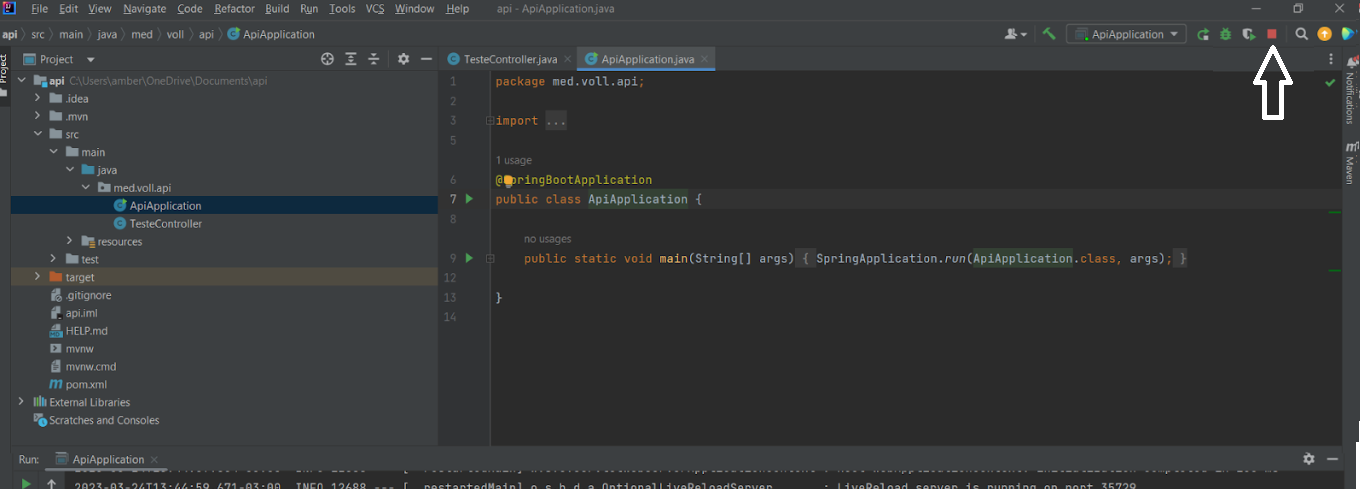 File Edit View Navigate Code Refactor Build Run Tools VCS Window Help api - ApiApplication.java
api src main java med voll api ApiApplication ApiApplication
Project
Project
TesteController.java ApiApplication.java
api C:\Users\amber\OneDrive\Documents\api
.idea
.mvn
src
main
java
med.voll.api
ApiApplication
TesteController
resources
test
target
.gitignore
api.iml
HELP.md
mvnw
mvnw.cmd
pom.xml
External Libraries
Scratches and Consoles
1 package med.voll.api;
2
3 import ...
5
1 usage
6 @SpringBootApplication
7 public class ApiApplication {
8
no usages
9 public static void main(String[] args) { SpringApplication.run(ApiApplication.class, args); }
12
13 }
14
Notifications
Maven
Run: ApiApplication
2023-03-24T13:44:59.671-03:00 INFO 12688 --- [ restartedMain] o.s.b.d.a.OptionalLiveReloadServer : LiveReload server is running on port 35729